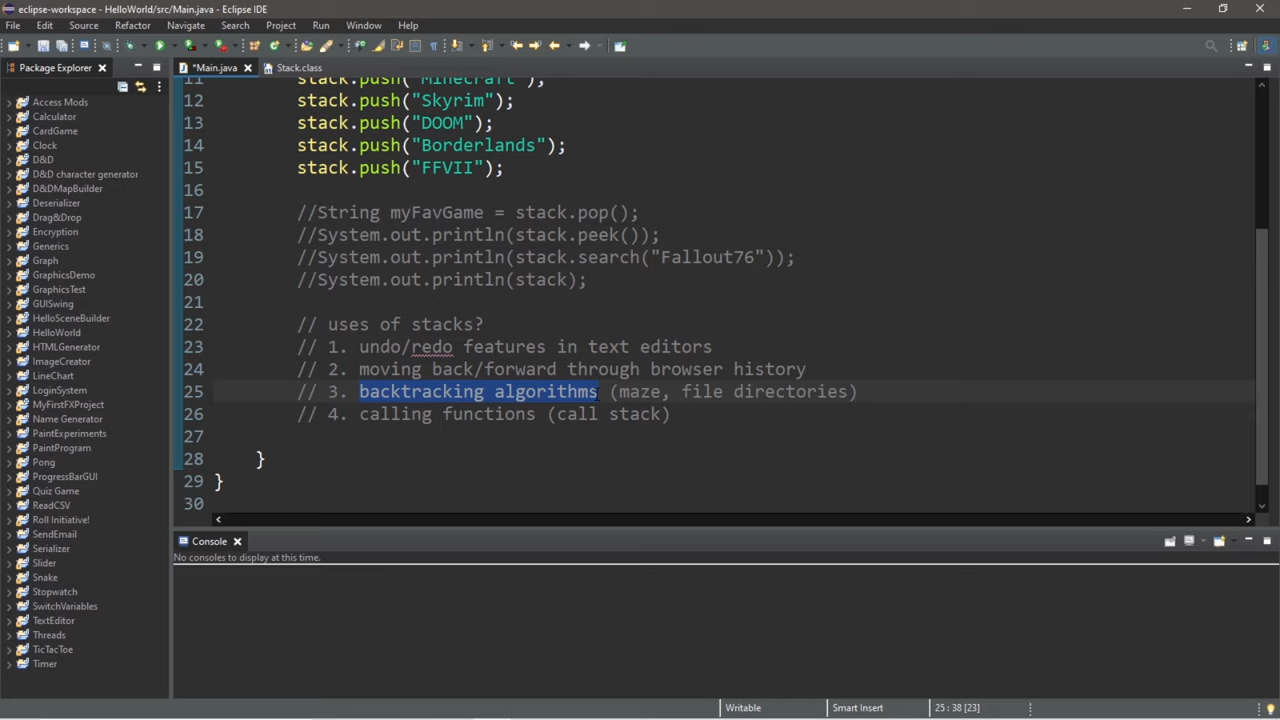 eclipse-workspace - HelloWorld/src/Main.java - Eclipse IDE
File Edit Source Refactor Navigate Search Project Run Window Help
Package Explorer
*Main.java
Stack.class
Access Mods
Calculator
CardGame
Clock
D&D
D&D character generator
D&DMapBuilder
Deserializer
Drag&Drop
Encryption
Generics
Graph
GraphicsDemo
GraphicsTest
GUISwing
HelloSceneBuilder
HelloWorld
HTMLGenerator
ImageCreator
LineChart
LoginSystem
MyFirstFXProject
Name Generator
PaintExperiments
PaintProgram
Pong
ProgressBarGUI
Quiz Game
ReadCSV
Roll Initiative!
SendEmail
Serializer
Slider
Snake
Stopwatch
SwitchVariables
TextEditor
Threads
TicTacToe
Timer
11 stack.push("Minecraft");
12 stack.push("Skyrim");
13 stack.push("DOOM");
14 stack.push("Borderlands");
15 stack.push("FFVII");
16
17 //String myFavGame = stack.pop();
18 //System.out.println(stack.peek());
19 //System.out.println(stack.search("Fallout76"));
20 //System.out.println(stack);
21
22 // uses of stacks?
23 // 1. undo/redo features in text editors
24 // 2. moving back/forward through browser history
25 // 3. backtracking algorithms (maze, file directories)
26 // 4. calling functions (call stack)
27
28 }
29 }
30
Console
No consoles to display at this time.
Writable
Smart Insert
25 : 38 [23]